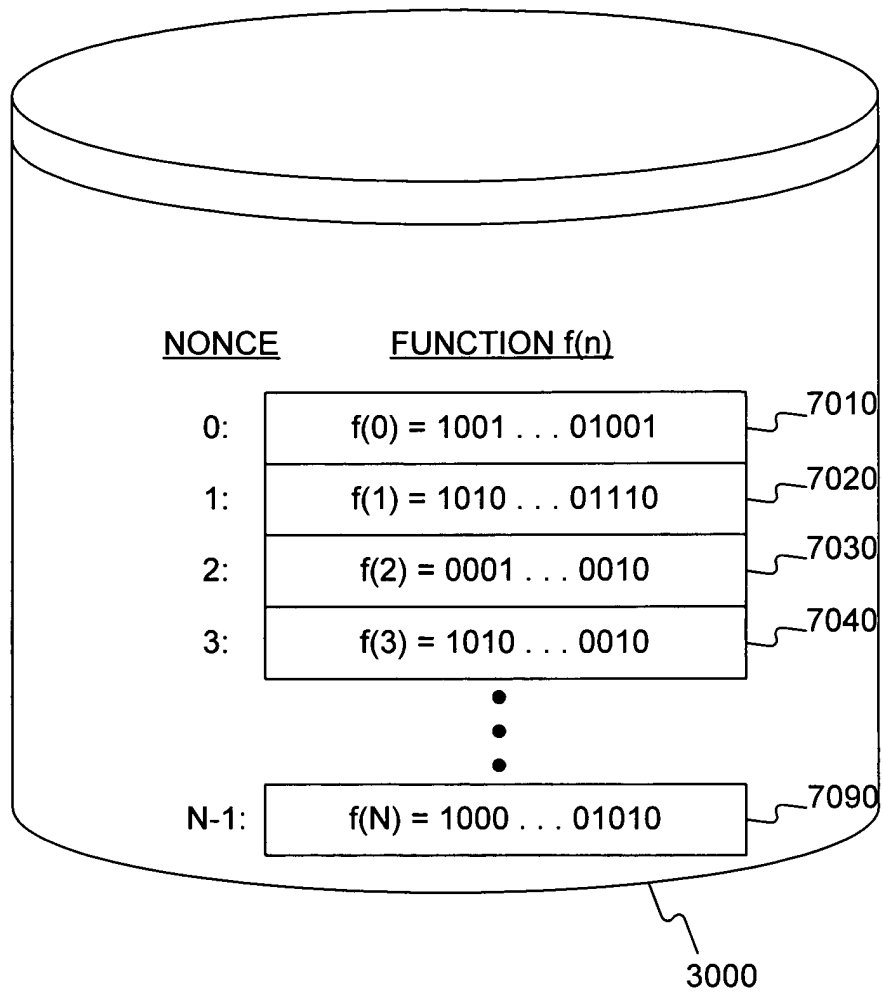 NONCE FUNCTION f(n)
0: f(0) = 1001 . . . 01001 7010
1: f(1) = 1010 . . . 01110 7020
2: f(2) = 0001 . . . 0010 7030
3: f(3) = 1010 . . . 0010 7040
N-1: f(N) = 1000 . . . 01010 7090
3000